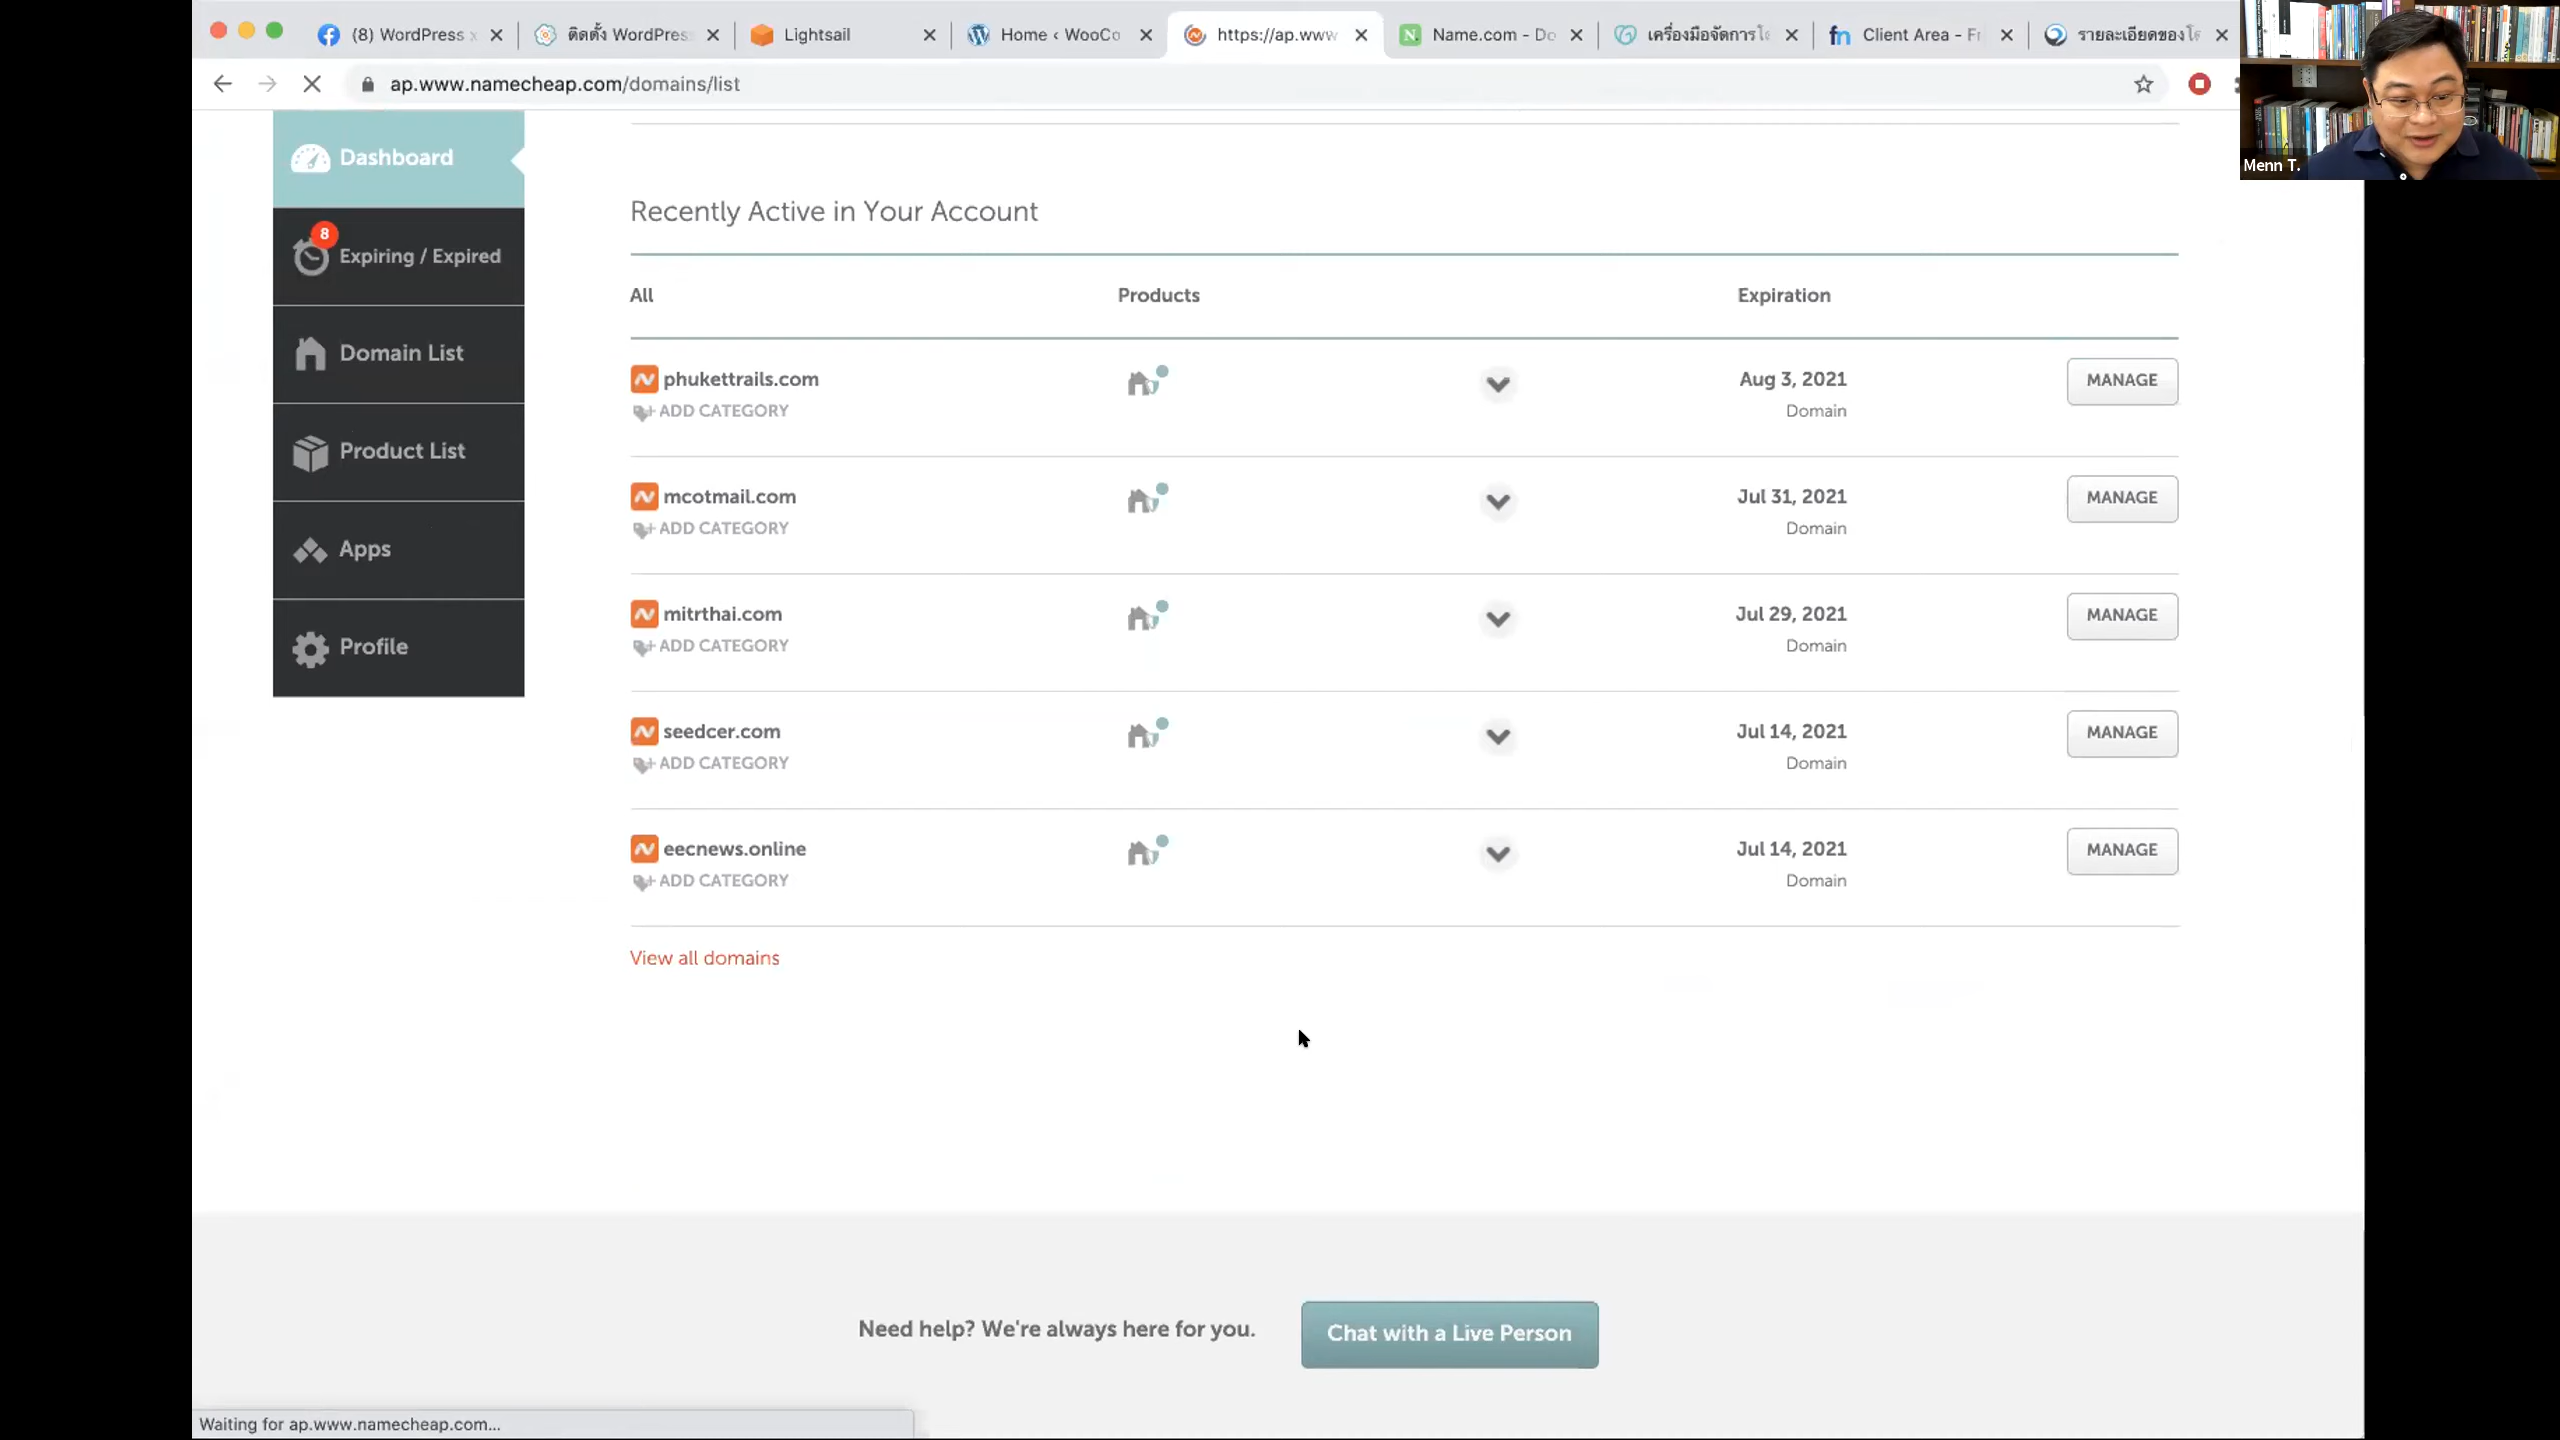 (8) WordPress x
ติดตั้ง WordPres
Lightsail
Home ‹ WooCo
https://ap.www
Name.com - Do
เครื่องมือจัดการโ
Client Area - Fr
รายละเอียดของโ
ap.www.namecheap.com/domains/list
Menn T.
Dashboard
8
Expiring / Expired
Domain List
Product List
Apps
Profile
Recently Active in Your Account
All Products Expiration
phukettrails.com Aug 3, 2021 MANAGE
ADD CATEGORY Domain
mcotmail.com Jul 31, 2021 MANAGE
ADD CATEGORY Domain
mitrthai.com Jul 29, 2021 MANAGE
ADD CATEGORY Domain
seedcer.com Jul 14, 2021 MANAGE
ADD CATEGORY Domain
eecnews.online Jul 14, 2021 MANAGE
ADD CATEGORY Domain
View all domains
Need help? We're always here for you. Chat with a Live Person
Waiting for ap.www.namecheap.com...